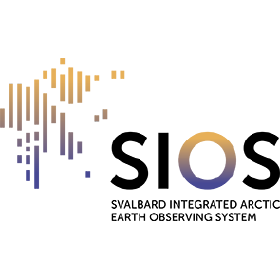 SIOS
SVALBARD INTEGRATED ARCTIC
EARTH OBSERVING SYSTEM